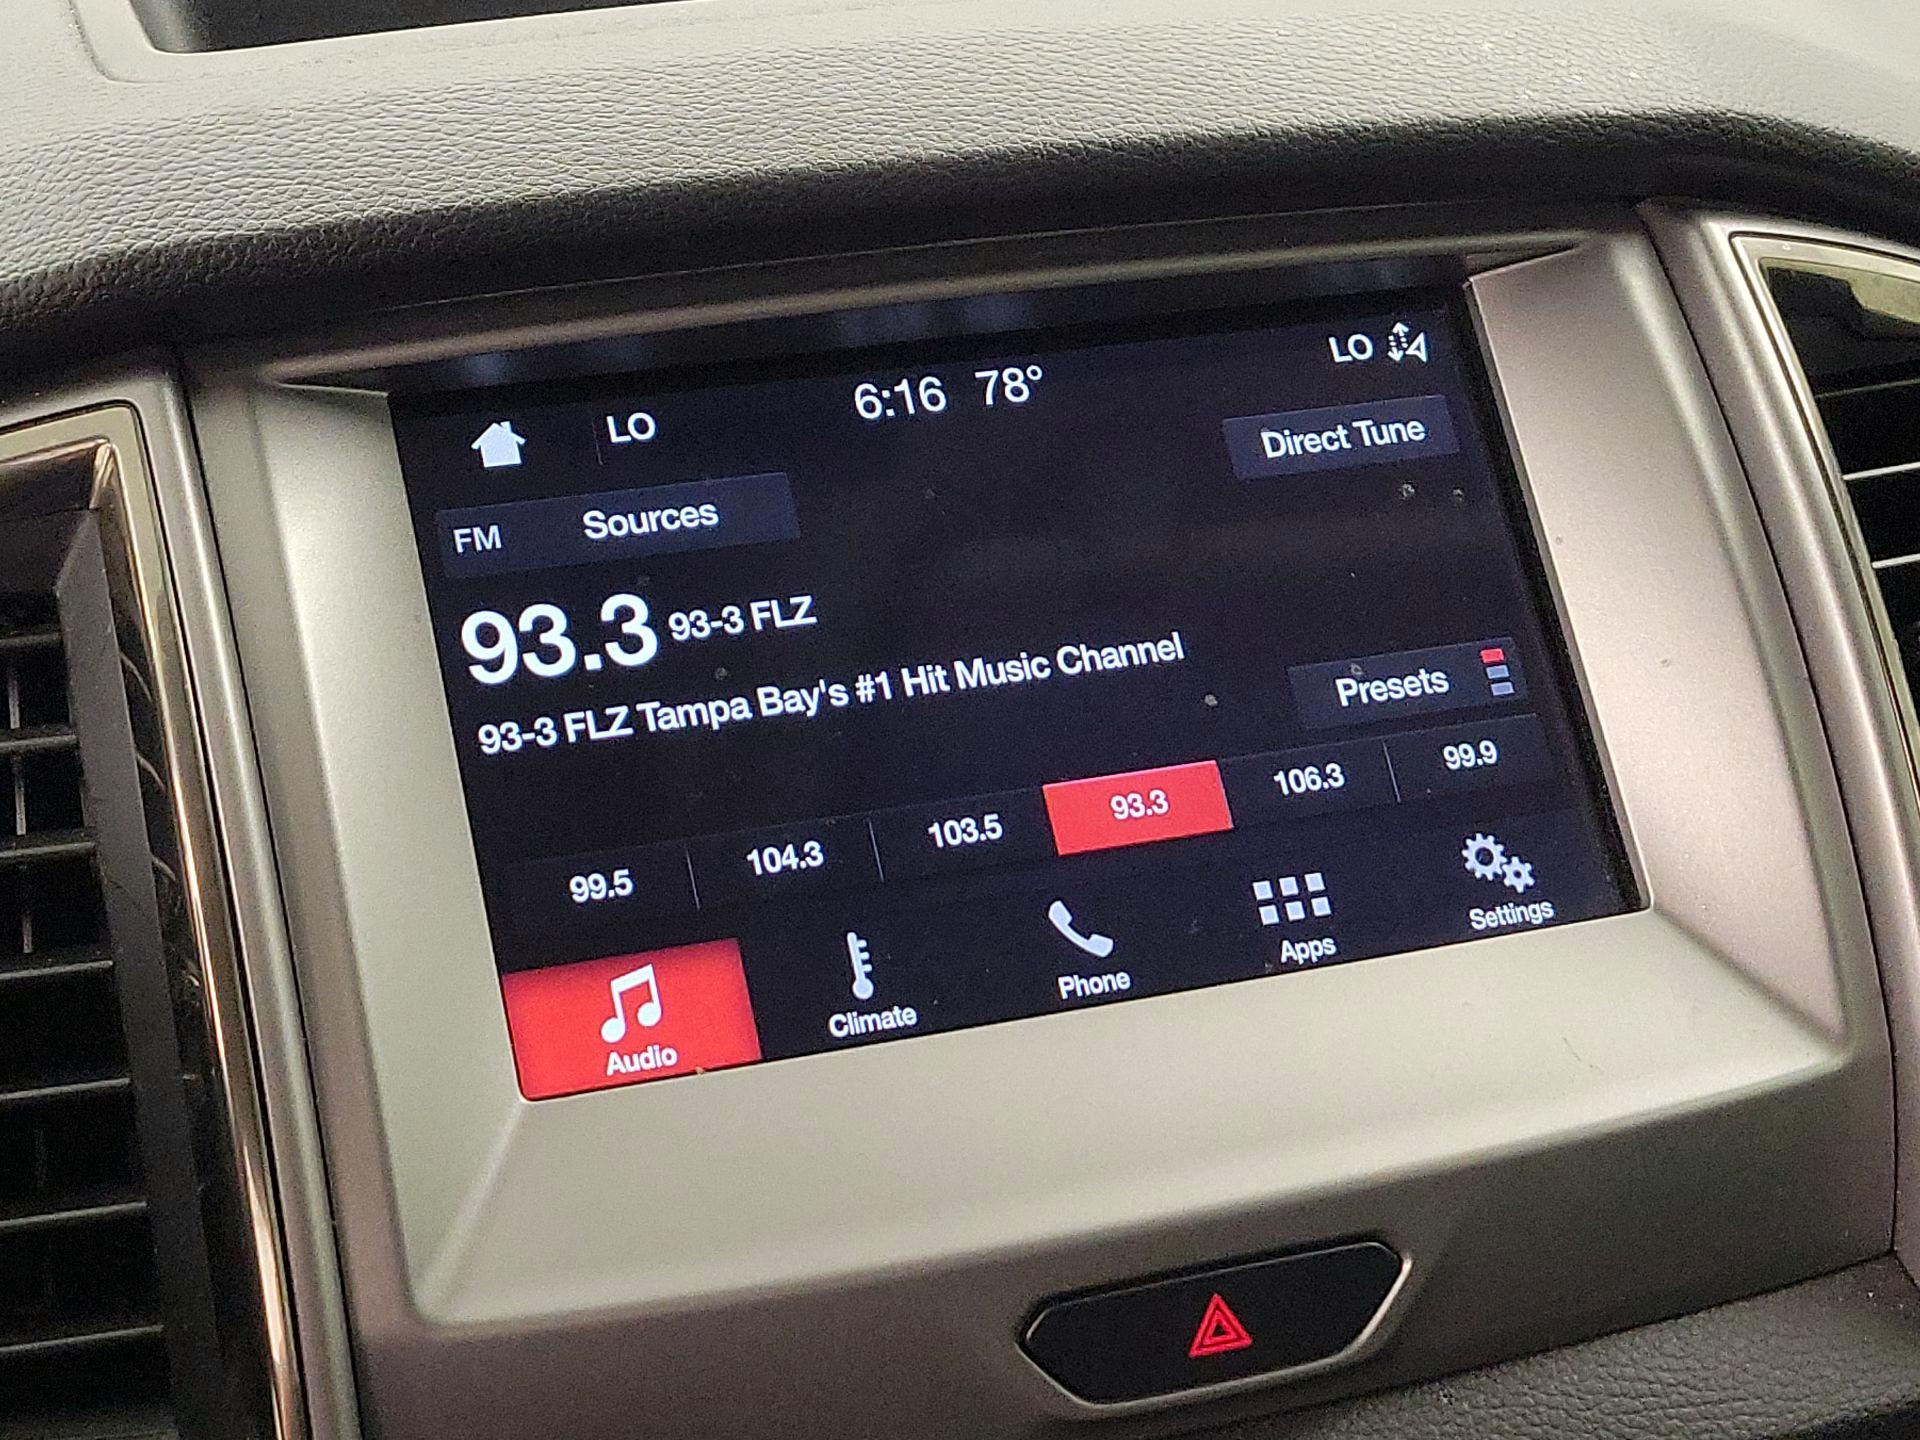 LO 6:16 78° LO
FM Sources Direct Tune
93.3 93-3 FLZ
93-3 FLZ Tampa Bay's #1 Hit Music Channel
Presets
99.5 104.3 103.5 93.3 106.3 99.9
Audio Climate Phone Apps Settings